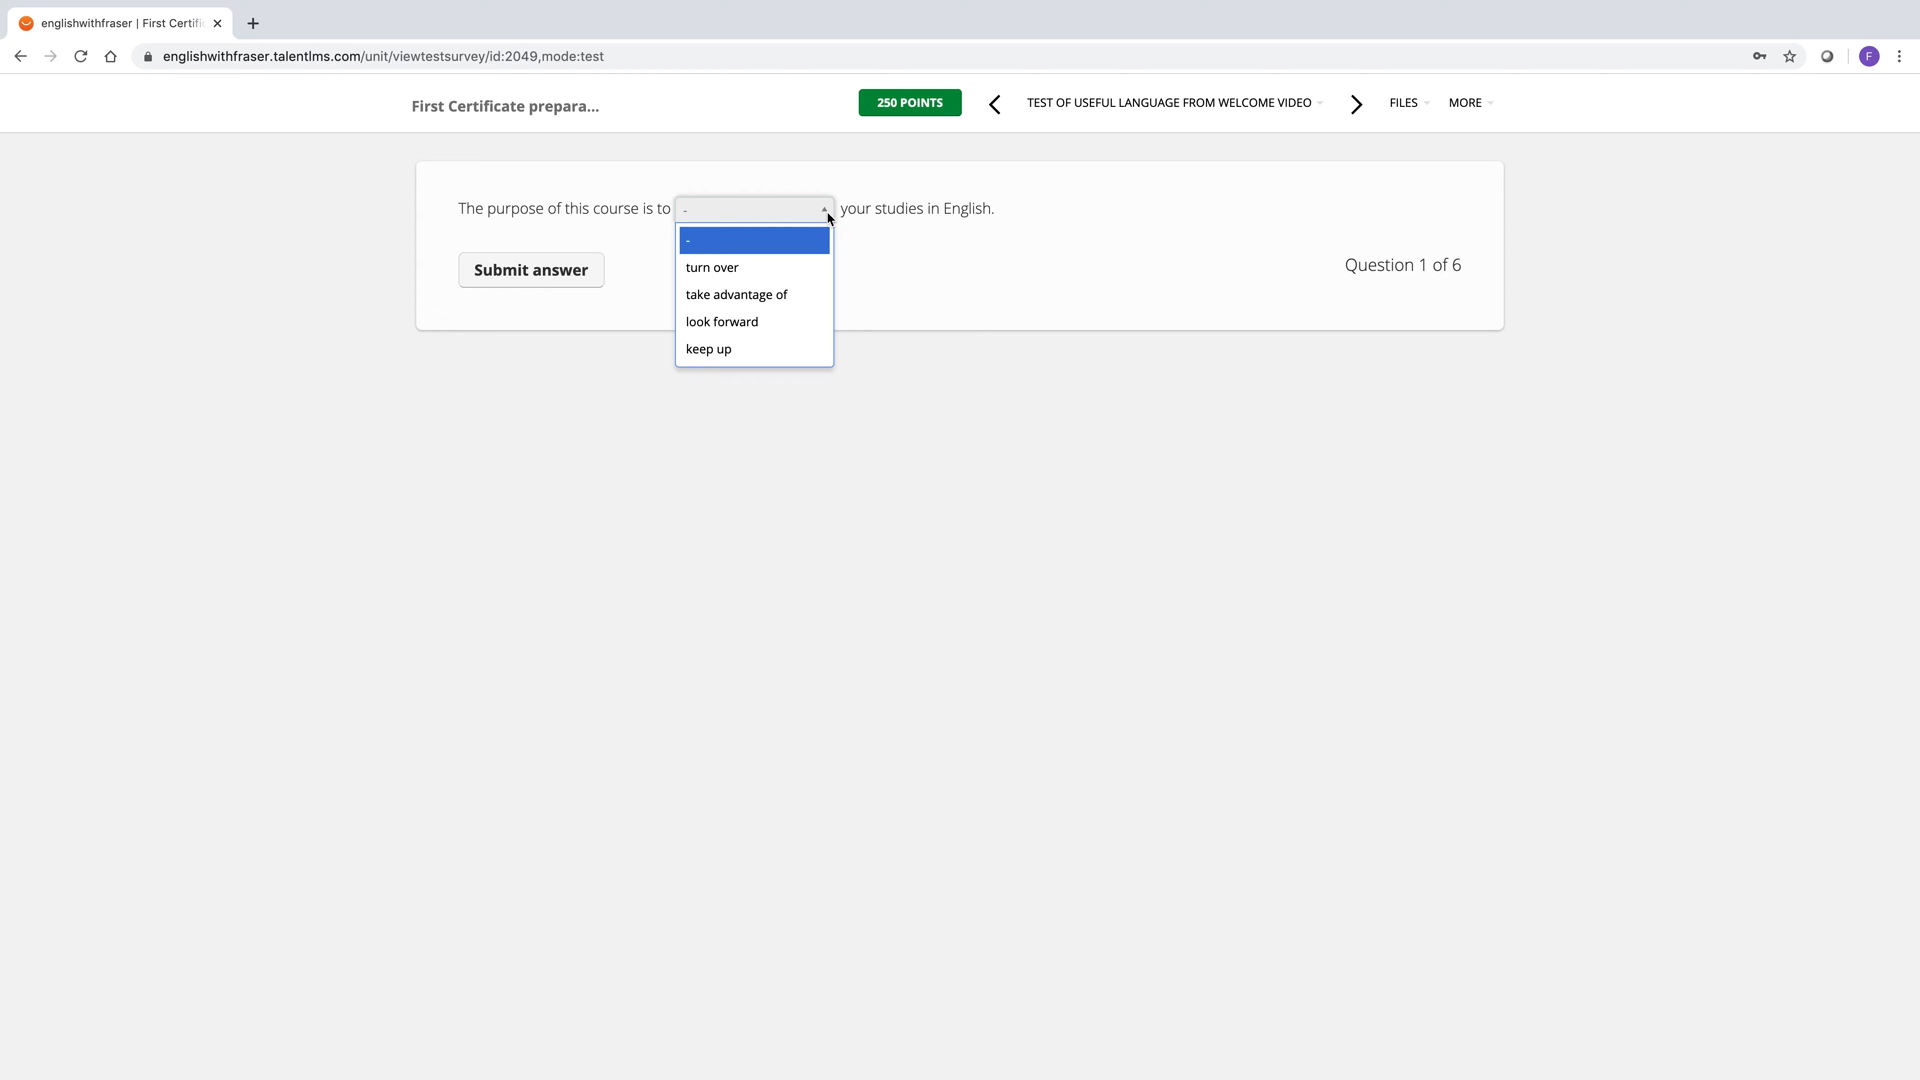 englishwithfraser | First Certifi
englishwithfraser.talentlms.com/unit/viewtestsurvey/id:2049,mode:test
F
First Certificate prepara...
250 POINTS
TEST OF USEFUL LANGUAGE FROM WELCOME VIDEO
FILES
MORE
The purpose of this course is to - your studies in English.
-
turn over
take advantage of
look forward
keep up
Submit answer
Question 1 of 6